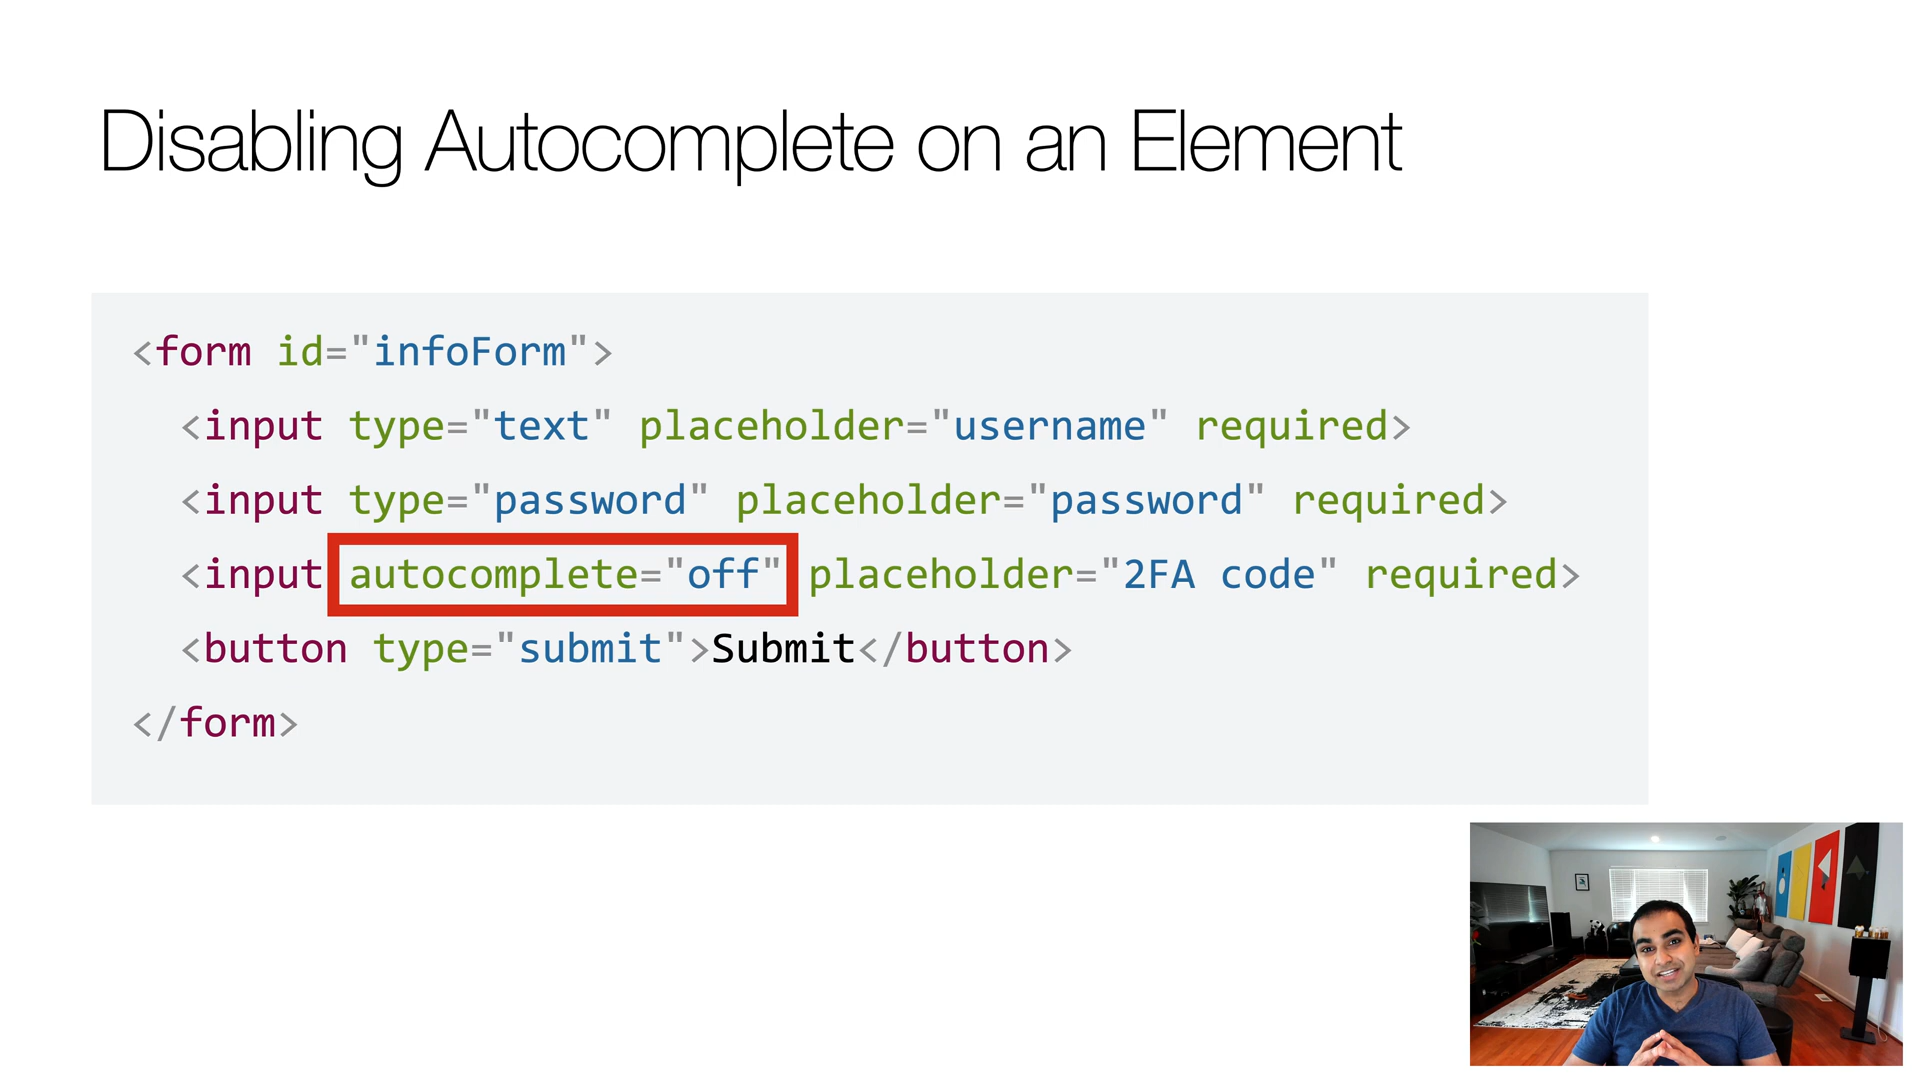 Disabling Autocomplete on an Element
<form id="infoForm">
<input type="text" placeholder="username" required>
<input type="password" placeholder="password" required>
<input autocomplete="off" placeholder="2FA code" required>
<button type="submit">Submit</button>
</form>